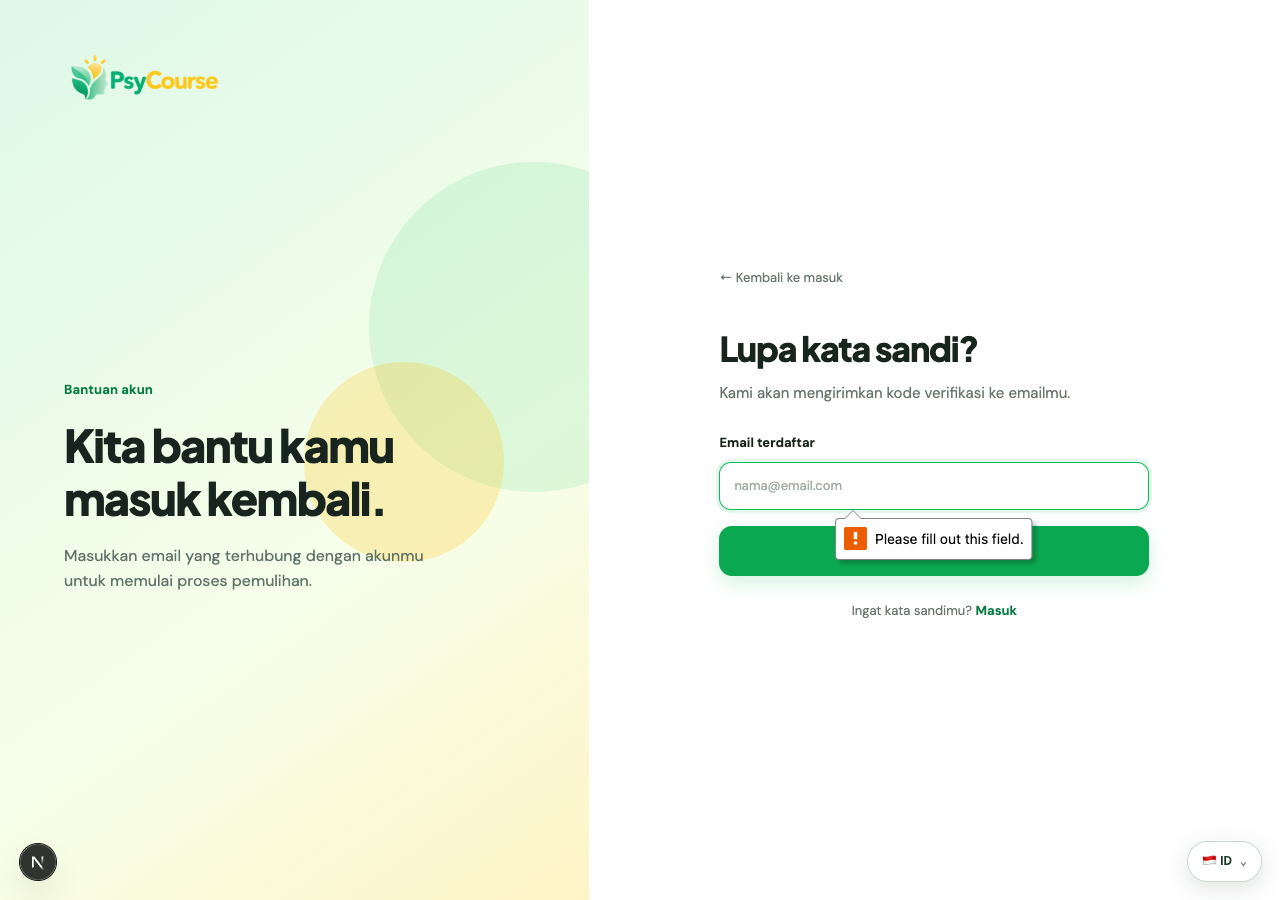 PsyCourse
Bantuan akun
Kita bantu kamu
masuk kembali.
Masukkan email yang terhubung dengan akunmu
untuk memulai proses pemulihan.
← Kembali ke masuk
Lupa kata sandi?
Kami akan mengirimkan kode verifikasi ke emailmu.
Email terdaftar
nama@email.com
Please fill out this field.
Ingat kata sandimu? Masuk
N
ID